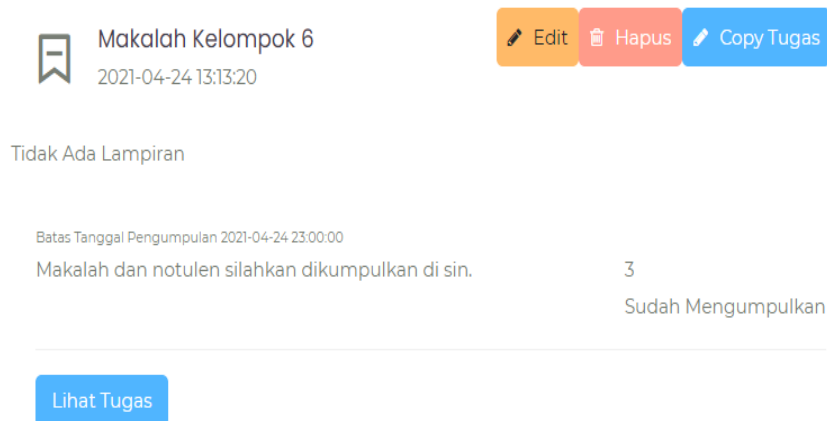 Makalah Kelompok 6
Edit
Hapus
Copy Tugas
2021-04-24 13:13:20
Tidak Ada Lampiran
Batas Tanggal Pengumpulan 2021-04-24 23:00:00
Makalah dan notulen silahkan dikumpulkan di sin.
3
Sudah Mengumpulkan
Lihat Tugas